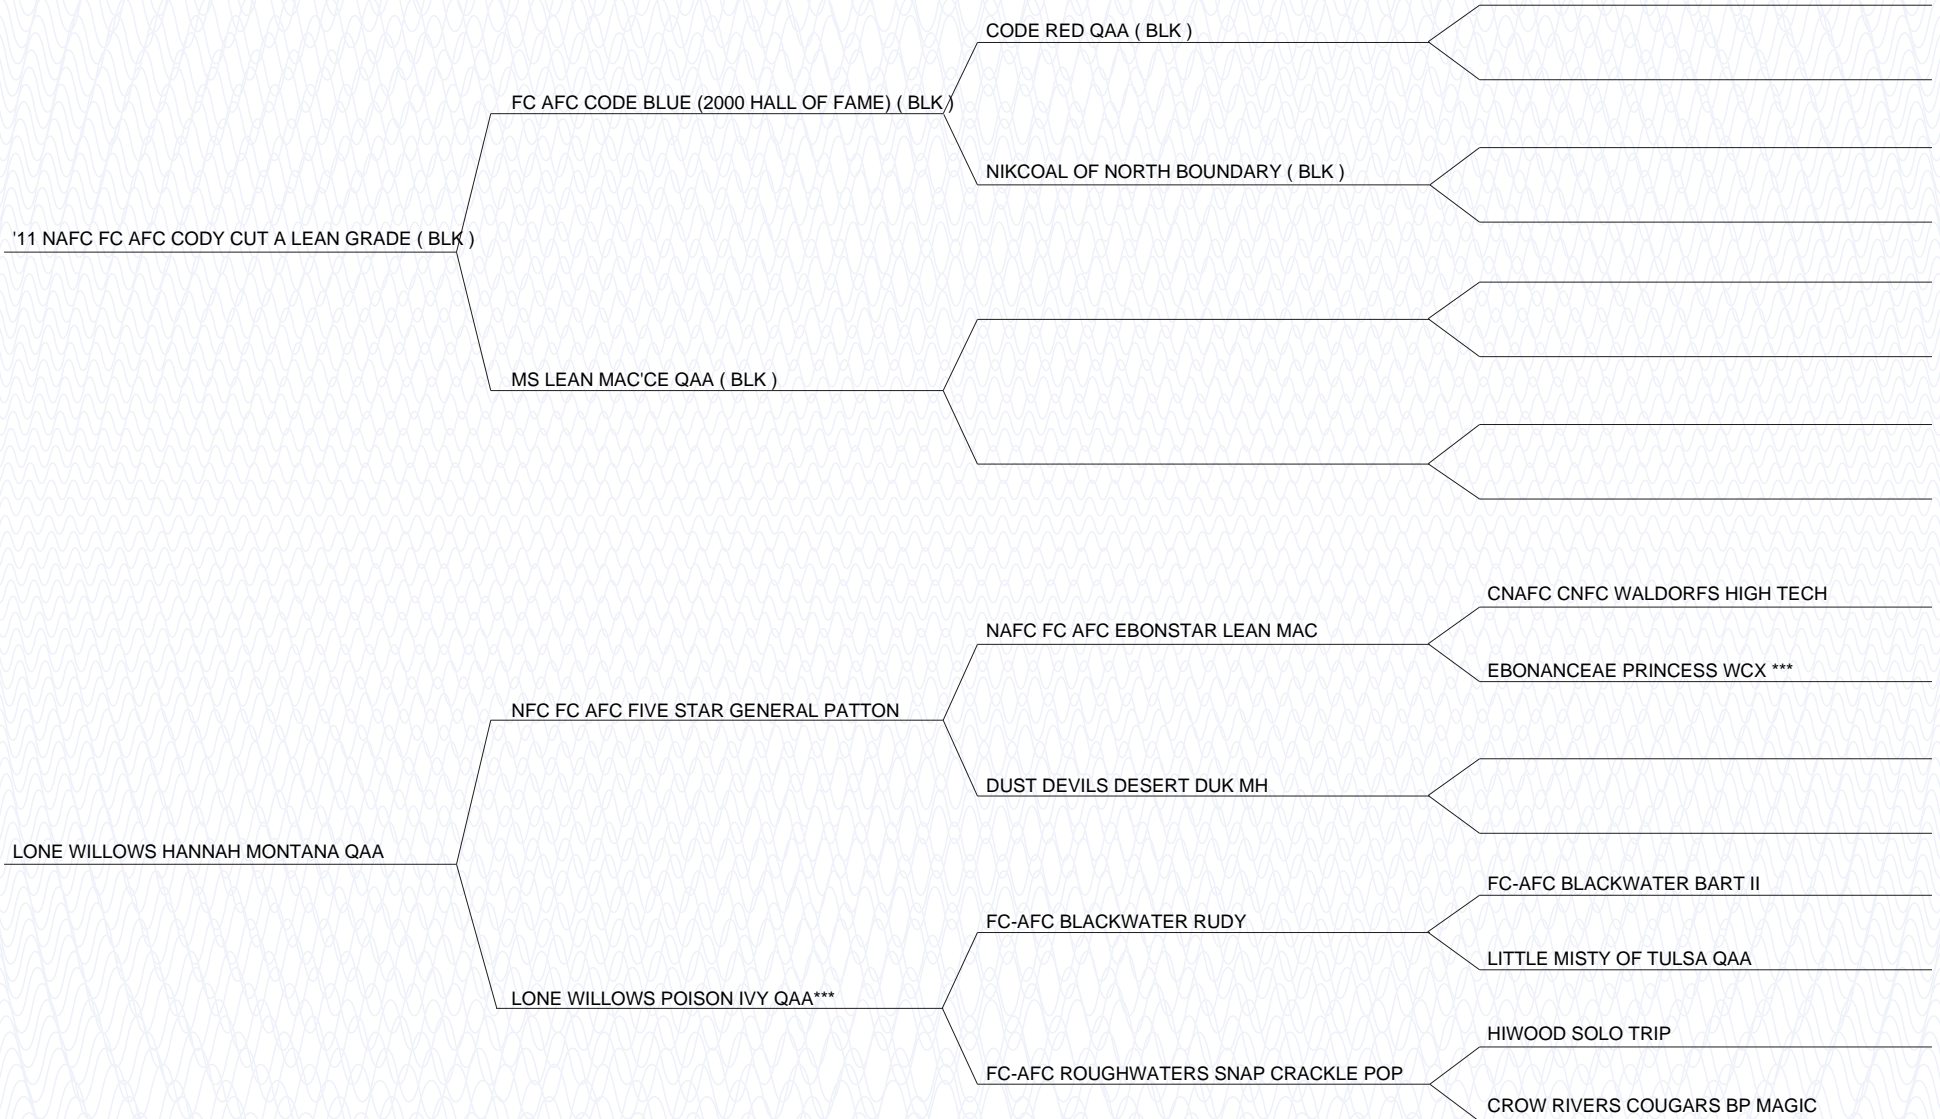 CODE RED QAA ( BLK )
FC AFC CODE BLUE (2000 HALL OF FAME) ( BLK )
NIKCOAL OF NORTH BOUNDARY ( BLK )
'11 NAFC FC AFC CODY CUT A LEAN GRADE ( BLK )
MS LEAN MAC'CE QAA ( BLK )
CNAFC CNFC WALDORFS HIGH TECH
NAFC FC AFC EBONSTAR LEAN MAC
EBONANCEAE PRINCESS WCX ***
NFC FC AFC FIVE STAR GENERAL PATTON
DUST DEVILS DESERT DUK MH
LONE WILLOWS HANNAH MONTANA QAA
FC-AFC BLACKWATER BART II
FC-AFC BLACKWATER RUDY
LITTLE MISTY OF TULSA QAA
LONE WILLOWS POISON IVY QAA***
HIWOOD SOLO TRIP
FC-AFC ROUGHWATERS SNAP CRACKLE POP
CROW RIVERS COUGARS BP MAGIC